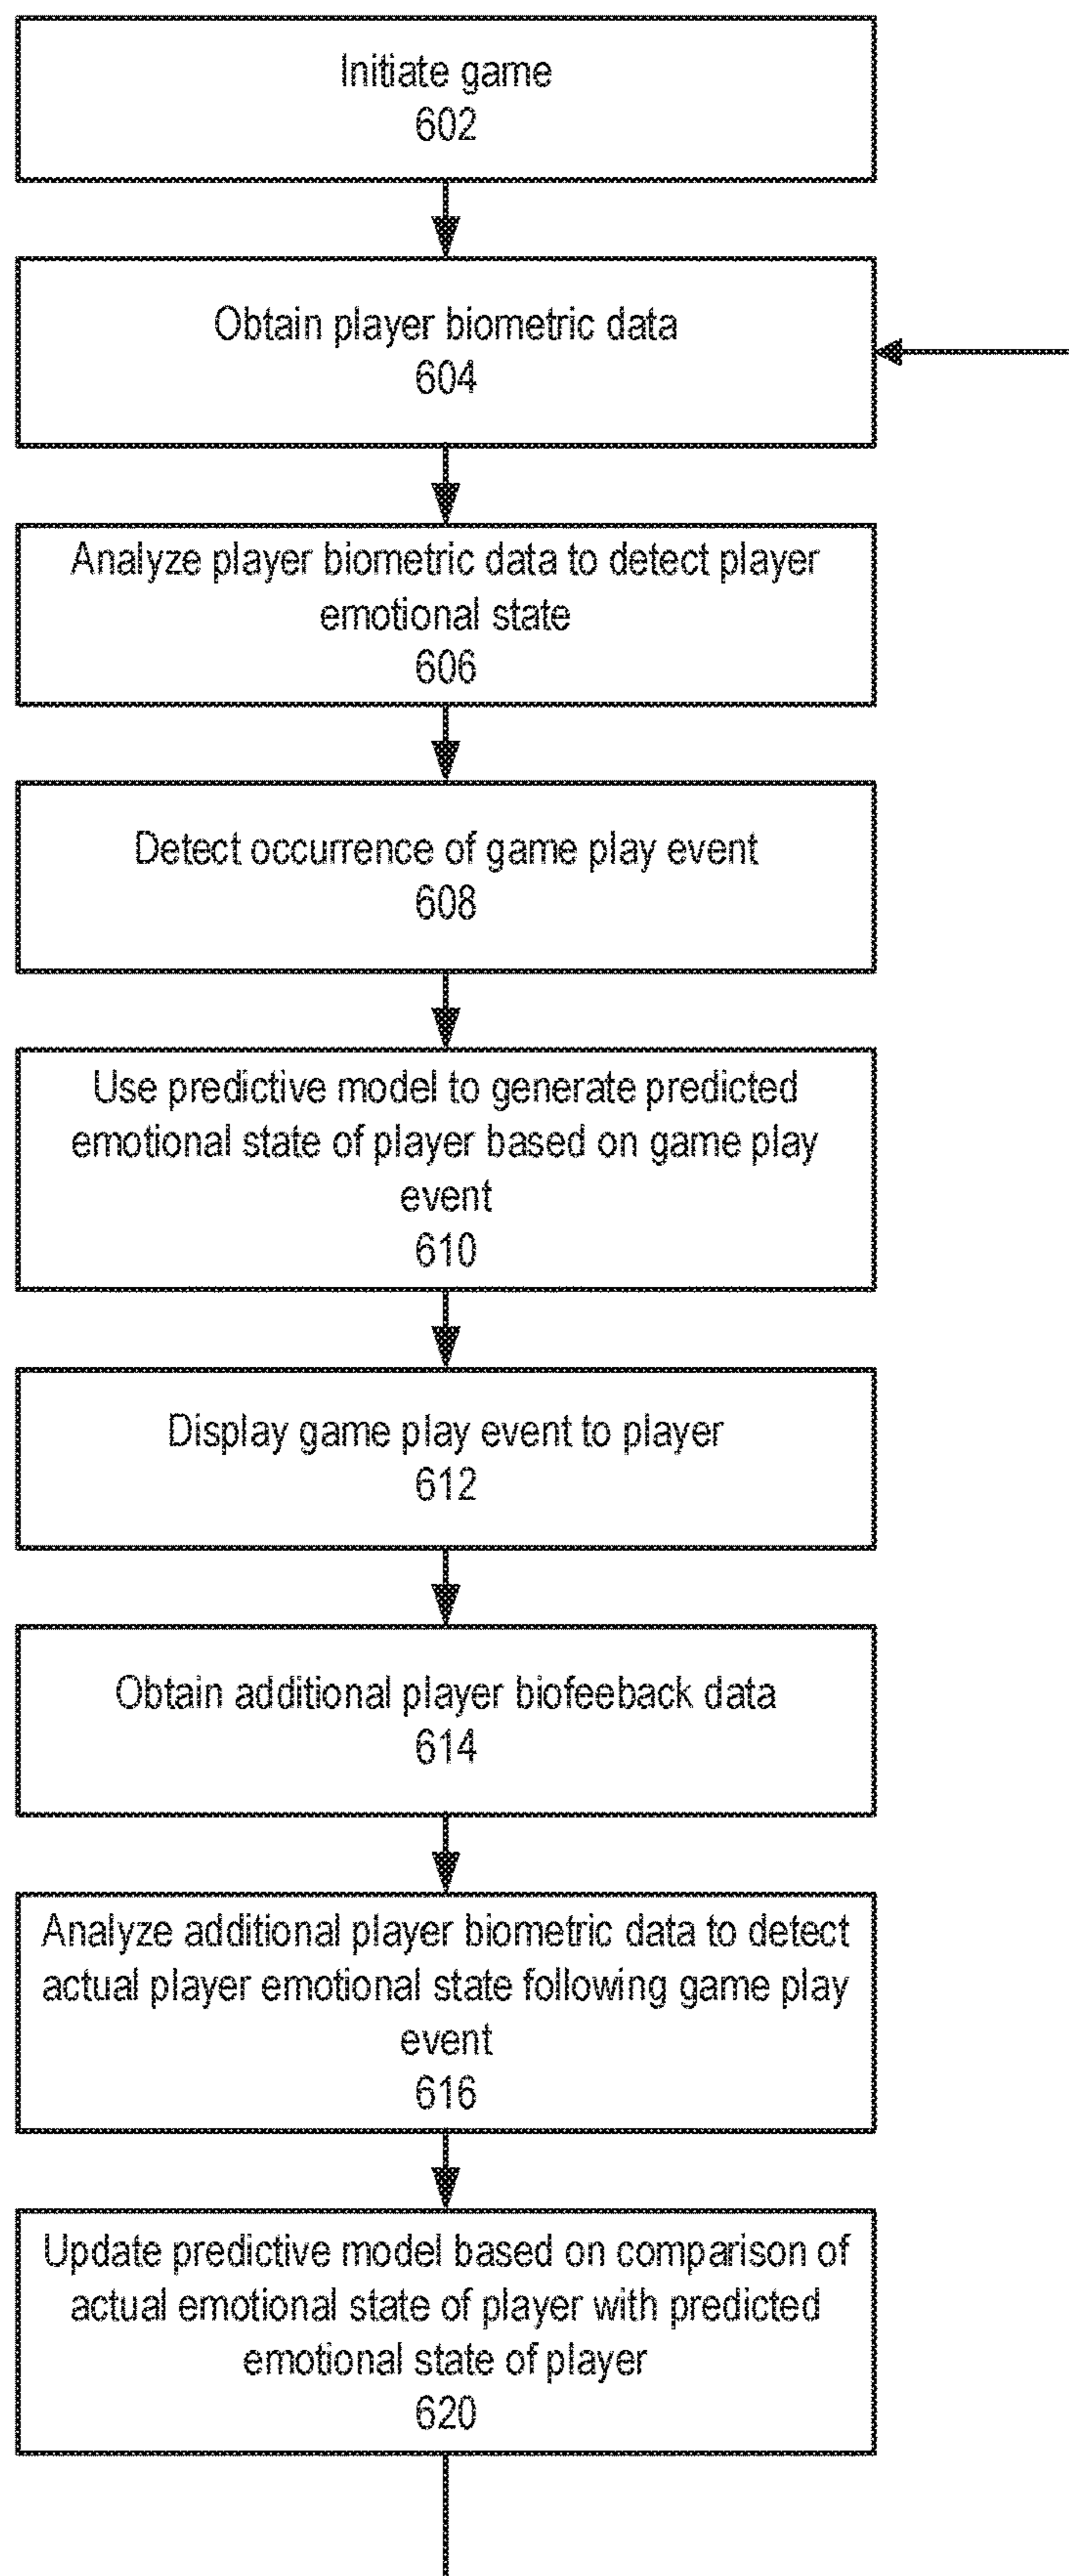 Initiate game
602
Obtain player biometric data
604
Analyze player biometric data to detect player
emotional state
606
Detect occurrence of game play event
608
Use predictive model to generate predicted
emotional state of player based on game play
event
610
Display game play event to player
612
Obtain additional player biofeeback data
614
Analyze additional player biometric data to detect
actual player emotional state following game play
event
616
Update predictive model based on comparison of
actual emotional state of player with predicted
emotional state of player
620